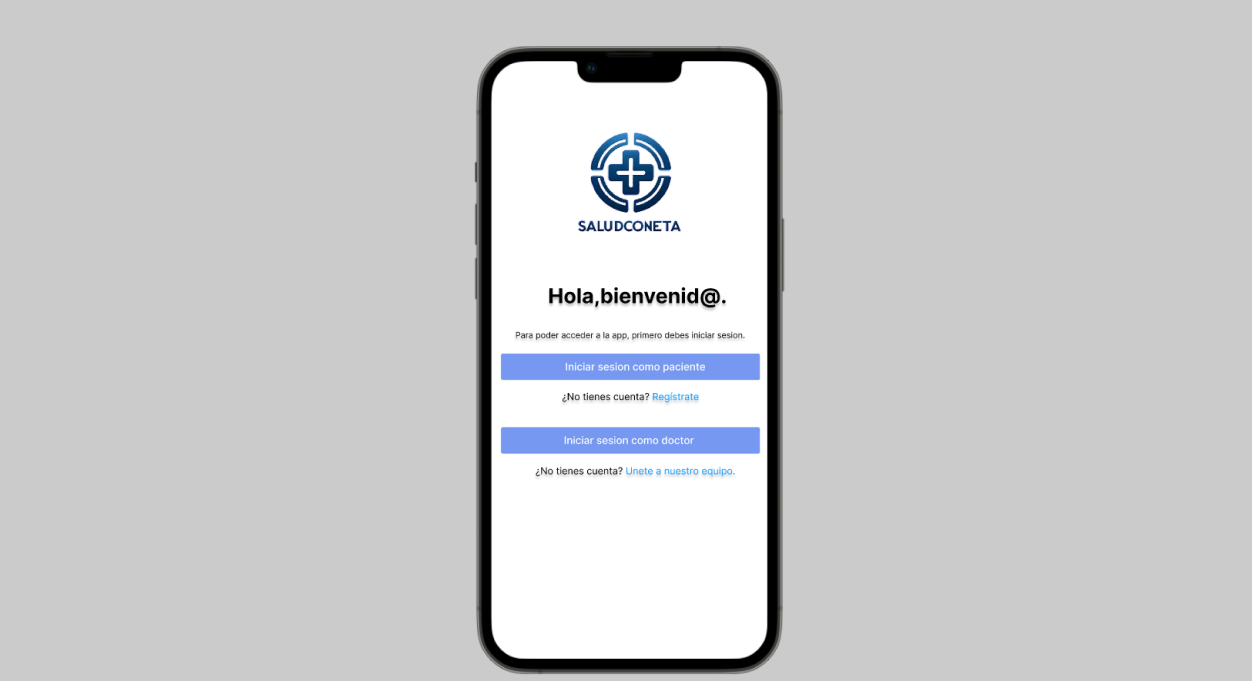 SALUDCONETA
Hola,bienvenid@.
Para poder acceder a la app, primero debes iniciar sesion.
Iniciar sesion como paciente
¿No tienes cuenta? Regístrate
Iniciar sesion como doctor
¿No tienes cuenta? Unete a nuestro equipo.